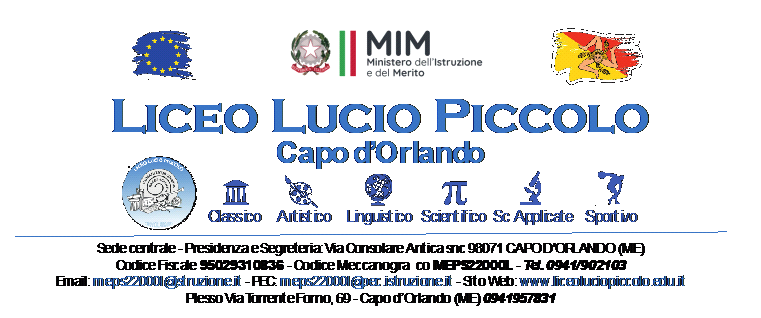 MIM
Ministero dell'Istruzione
e del Merito
LICEO LUCIO PICCOLO
Capo d'Orlando
Classico Artistico Linguistico Scientifico Sc Applicate Sportivo
Sede centrale - Presidenza e Segreteria: Via Consolare Antica snc 98071 CAPO D'ORLANDO (ME)
Codice Fiscale 95029310836 - Codice Meccanogra co MEPS22000L - Tel. 0941/902103
Email: meps22000l@istruzione.it - PEC: meps22000l@pec.istruzione.it - Sito Web: www.liceoluciopiccolo.edu.it
Plesso Via Torrente Forno, 69 - Capo d'Orlando (ME) 0941957831